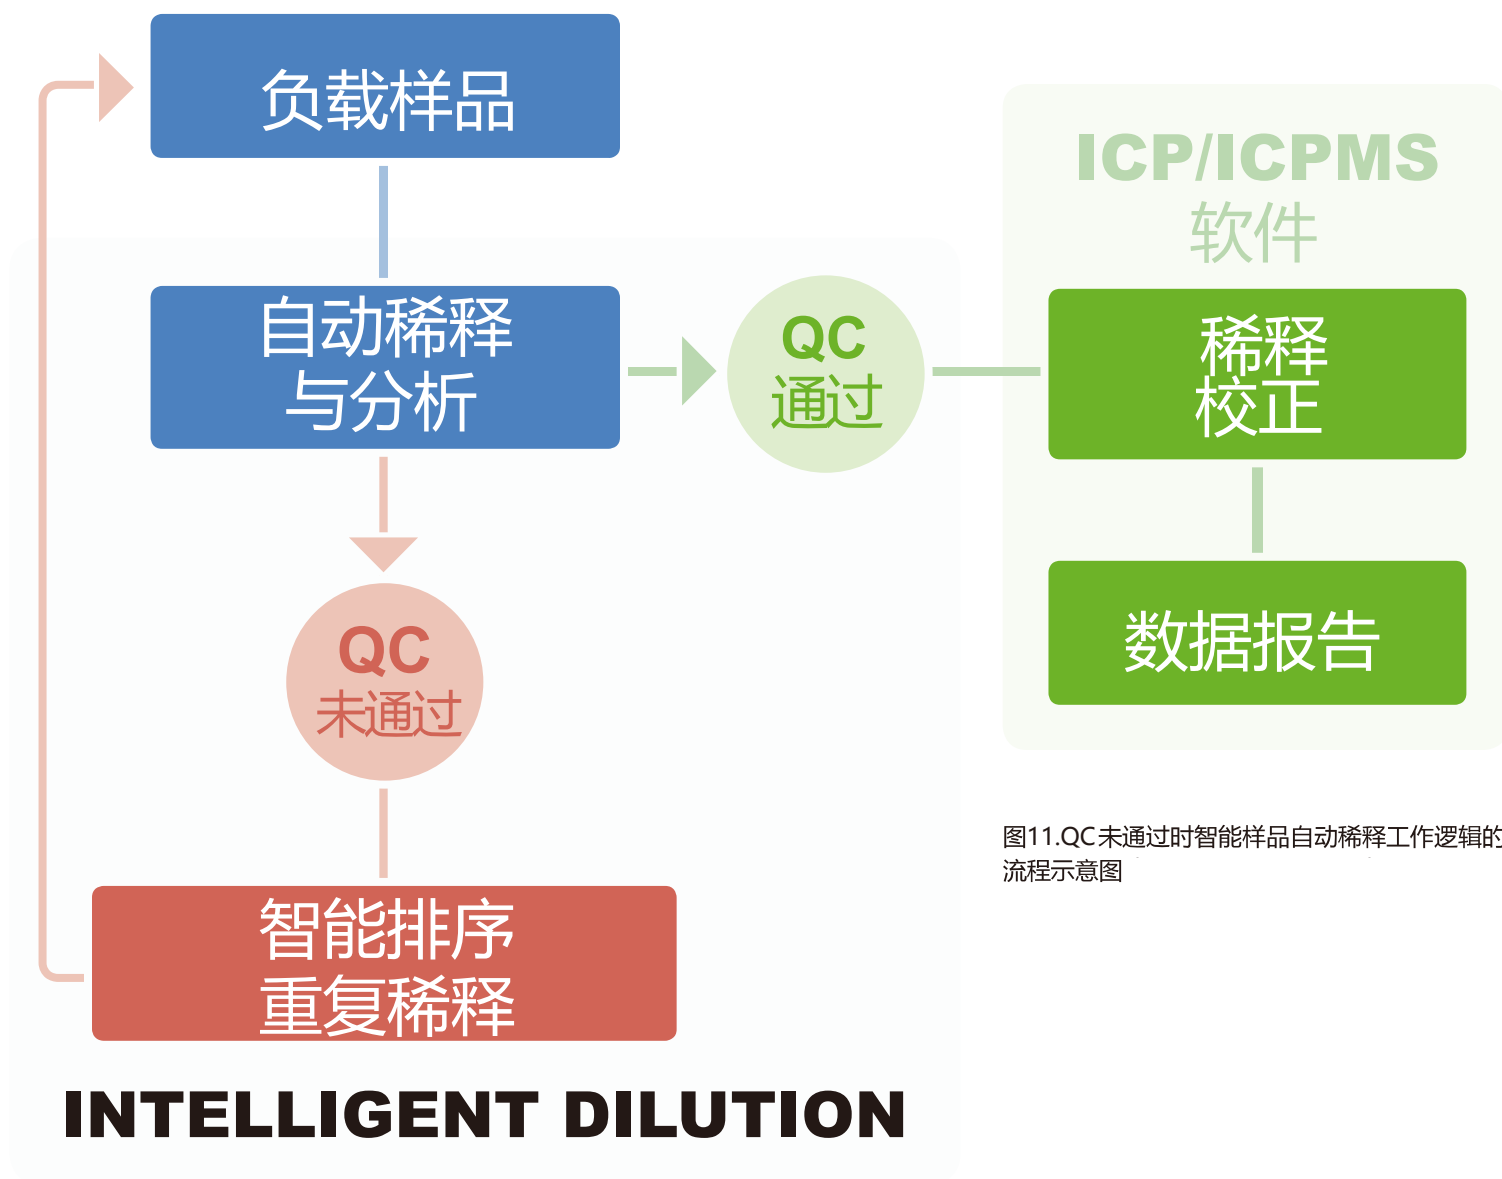 负载样品
自动稀释
与分析
QC
通过
QC
未通过
智能排序
重复稀释
INTELLIGENT DILUTION
ICP/ICPMS
软件
稀释
校正
数据报告
图11.QC未通过时智能样品自动稀释工作逻辑的
流程示意图